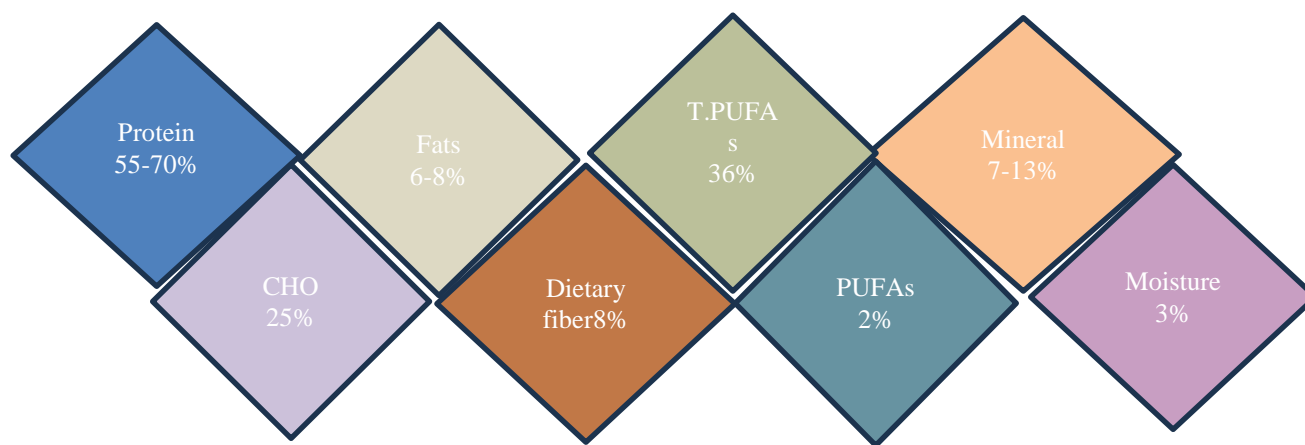 Protein
55-70%
Fats
6-8%
T.PUFA
s
36%
Mineral
7-13%
CHO
25%
Dietary
fiber8%
PUFAs
2%
Moisture
3%